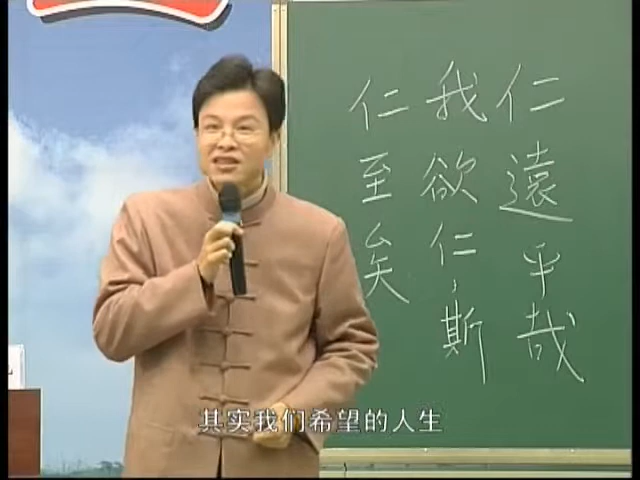 仁遠乎哉
我欲仁，斯
仁至矣
其实我们希望的人生